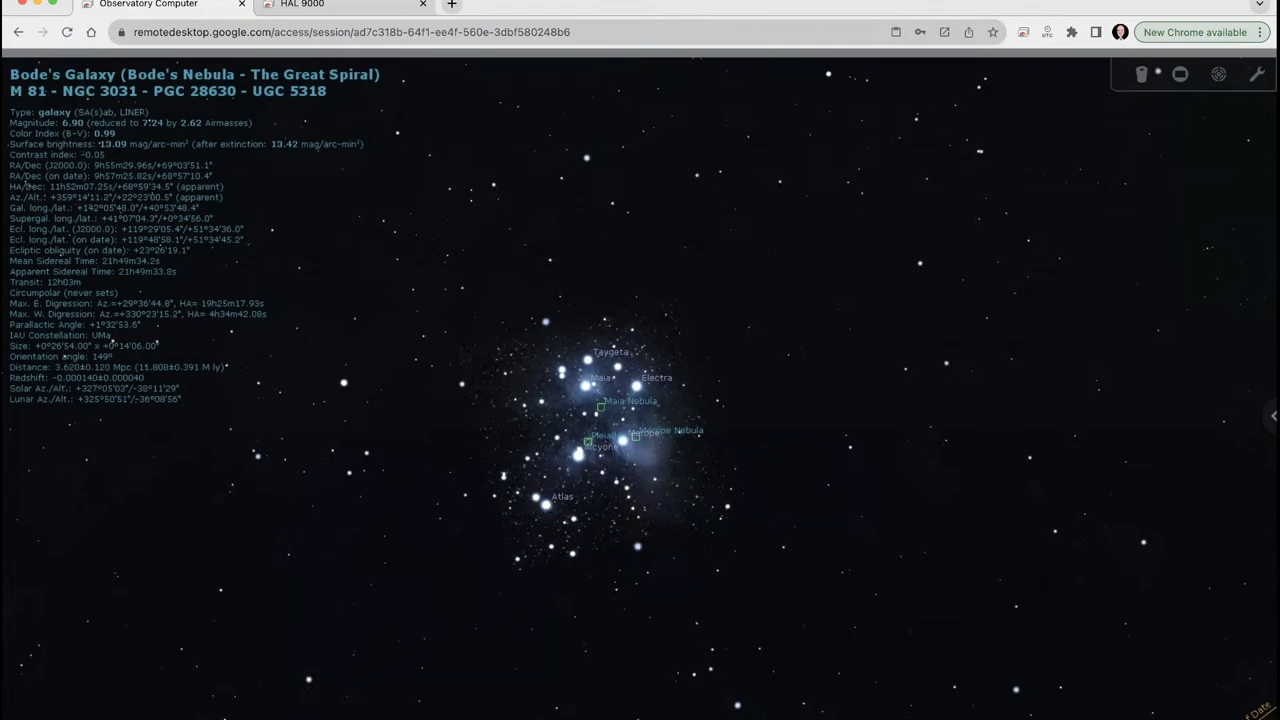 Observatory Computer
HAL 9000
remotedesktop.google.com/access/session/ad7c318b-64f1-ee4f-560e-3dbf580248b6
UTC
New Chrome available
Bode's Galaxy (Bode's Nebula - The Great Spiral)
M 81 - NGC 3031 - PGC 28630 - UGC 5318
Type: galaxy (SA(s)ab, LINER)
Magnitude: 6.90 (reduced to 7.24 by 2.62 Airmasses)
Color Index (B-V): 0.99
Surface brightness: 13.09 mag/arc-min² (after extinction: 13.42 mag/arc-min²)
Contrast index: -0.05
RA/Dec (J2000.0): 9h55m29.96s/+69°03'51.1"
RA/Dec (on date): 9h57m25.82s/+68°57'10.4"
HA/Dec: 11h52m07.25s/+68°59'34.5" (apparent)
Az./Alt.: +359°14'11.2"/+22°23'00.5" (apparent)
Gal. long./lat.: +142°05'48.0"/+40°53'48.4"
Supergal. long./lat.: +41°07'04.3"/+0°34'56.0"
Ecl. long./lat. (J2000.0): +119°29'05.4"/+51°34'36.0"
Ecl. long./lat. (on date): +119°48'58.1"/+51°34'45.2"
Ecliptic obliquity (on date): +23°26'19.1"
Mean Sidereal Time: 21h49m34.2s
Apparent Sidereal Time: 21h49m33.8s
Transit: 12h03m
Circumpolar (never sets)
Max. E. Digression: Az.=+29°36'44.8", HA= 19h25m17.93s
Max. W. Digression: Az.=+330°23'15.2", HA= 4h34m42.08s
Parallactic Angle: +1°32'53.6"
IAU Constellation: UMa
Size: +0°26'54.00" x +0°14'06.00"
Orientation angle: 149°
Distance: 3.620±0.120 Mpc (11.808±0.391 M ly)
Redshift: -0.000140±0.000040
Solar Az./Alt.: +327°05'03"/-38°11'29"
Lunar Az./Alt.: +325°50'51"/-36°08'56"
Taygeta
Maia
Electra
Maia Nebula
Merope Nebula
Merope
Alcyone
Atlas
Date